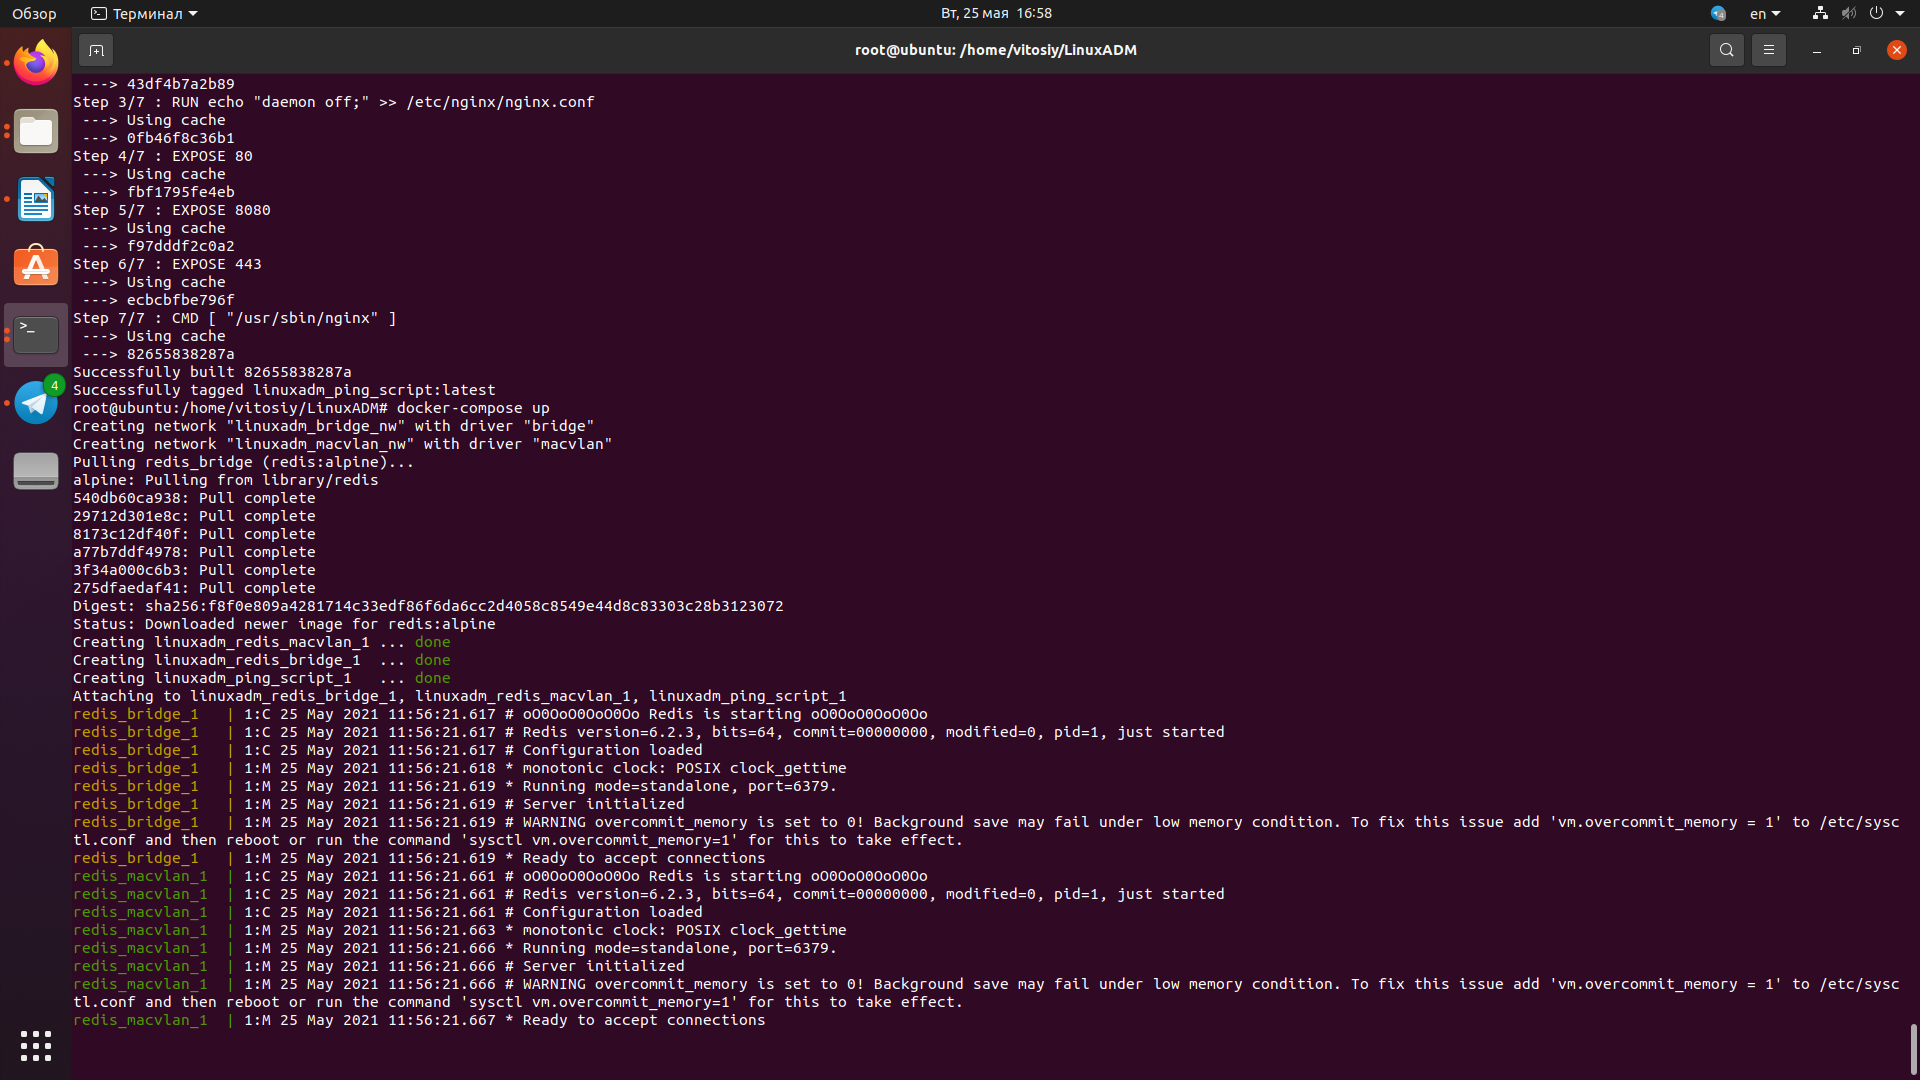 Обзор
Терминал
Вт, 25 мая 16:58
4
en
root@ubuntu: /home/vitosiy/LinuxADM
 ---> 43df4b7a2b89
Step 3/7 : RUN echo "daemon off;" >> /etc/nginx/nginx.conf
 ---> Using cache
 ---> 0fb46f8c36b1
Step 4/7 : EXPOSE 80
 ---> Using cache
 ---> fbf1795fe4eb
Step 5/7 : EXPOSE 8080
 ---> Using cache
 ---> f97dddf2c0a2
Step 6/7 : EXPOSE 443
 ---> Using cache
 ---> ecbcbfbe796f
Step 7/7 : CMD [ "/usr/sbin/nginx" ]
 ---> Using cache
 ---> 82655838287a
Successfully built 82655838287a
Successfully tagged linuxadm_ping_script:latest
root@ubuntu:/home/vitosiy/LinuxADM# docker-compose up
Creating network "linuxadm_bridge_nw" with driver "bridge"
Creating network "linuxadm_macvlan_nw" with driver "macvlan"
Pulling redis_bridge (redis:alpine)...
alpine: Pulling from library/redis
540db60ca938: Pull complete
29712d301e8c: Pull complete
8173c12df40f: Pull complete
a77b7ddf4978: Pull complete
3f34a000c6b3: Pull complete
275dfaedaf41: Pull complete
Digest: sha256:f8f0e809a4281714c33edf86f6da6cc2d4058c8549e44d8c83303c28b3123072
Status: Downloaded newer image for redis:alpine
Creating linuxadm_redis_macvlan_1 ... done
Creating linuxadm_redis_bridge_1  ... done
Creating linuxadm_ping_script_1   ... done
Attaching to linuxadm_redis_bridge_1, linuxadm_redis_macvlan_1, linuxadm_ping_script_1
redis_bridge_1   | 1:C 25 May 2021 11:56:21.617 # oO0OoO0OoO0Oo Redis is starting oO0OoO0OoO0Oo
redis_bridge_1   | 1:C 25 May 2021 11:56:21.617 # Redis version=6.2.3, bits=64, commit=00000000, modified=0, pid=1, just started
redis_bridge_1   | 1:C 25 May 2021 11:56:21.617 # Configuration loaded
redis_bridge_1   | 1:M 25 May 2021 11:56:21.618 * monotonic clock: POSIX clock_gettime
redis_bridge_1   | 1:M 25 May 2021 11:56:21.619 * Running mode=standalone, port=6379.
redis_bridge_1   | 1:M 25 May 2021 11:56:21.619 # Server initialized
redis_bridge_1   | 1:M 25 May 2021 11:56:21.619 # WARNING overcommit_memory is set to 0! Background save may fail under low memory condition. To fix this issue add 'vm.overcommit_memory = 1' to /etc/sysc
tl.conf and then reboot or run the command 'sysctl vm.overcommit_memory=1' for this to take effect.
redis_bridge_1   | 1:M 25 May 2021 11:56:21.619 * Ready to accept connections
redis_macvlan_1  | 1:C 25 May 2021 11:56:21.661 # oO0OoO0OoO0Oo Redis is starting oO0OoO0OoO0Oo
redis_macvlan_1  | 1:C 25 May 2021 11:56:21.661 # Redis version=6.2.3, bits=64, commit=00000000, modified=0, pid=1, just started
redis_macvlan_1  | 1:C 25 May 2021 11:56:21.661 # Configuration loaded
redis_macvlan_1  | 1:M 25 May 2021 11:56:21.663 * monotonic clock: POSIX clock_gettime
redis_macvlan_1  | 1:M 25 May 2021 11:56:21.666 * Running mode=standalone, port=6379.
redis_macvlan_1  | 1:M 25 May 2021 11:56:21.666 # Server initialized
redis_macvlan_1  | 1:M 25 May 2021 11:56:21.666 # WARNING overcommit_memory is set to 0! Background save may fail under low memory condition. To fix this issue add 'vm.overcommit_memory = 1' to /etc/sysc
tl.conf and then reboot or run the command 'sysctl vm.overcommit_memory=1' for this to take effect.
redis_macvlan_1  | 1:M 25 May 2021 11:56:21.667 * Ready to accept connections